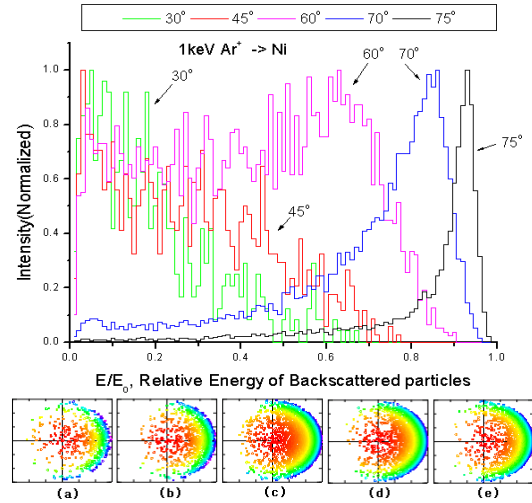 30° 45° 60° 70° 75°
1keV Ar⁺ -> Ni
60° 70°
30°
75°
45°
Intensity(Normalized)
1.0
0.8
0.6
0.4
0.2
0.0
0.0 0.2 0.4 0.6 0.8 1.0
E/E₀, Relative Energy of Backscattered particles
(a) (b) (c) (d) (e)